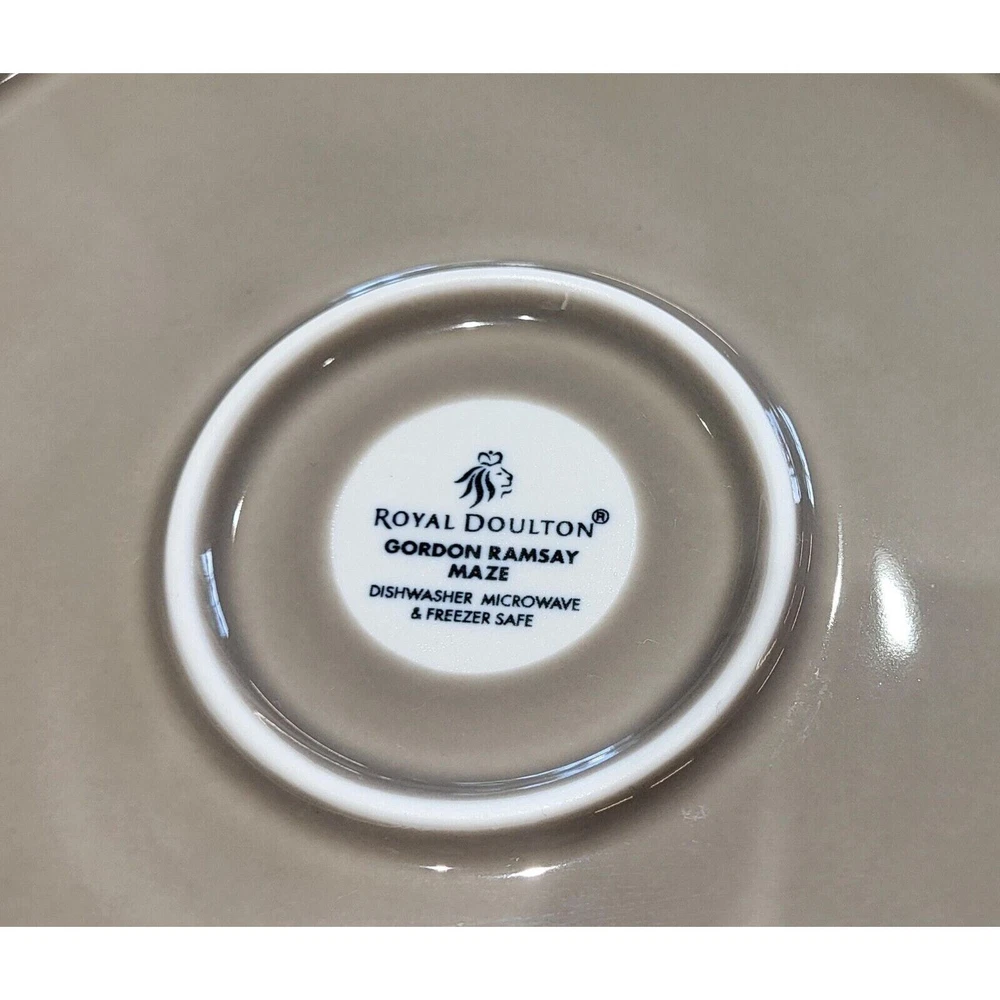 ROYAL DOULTON®
GORDON RAMSAY
MAZE
DISHWASHER MICROWAVE
& FREEZER SAFE